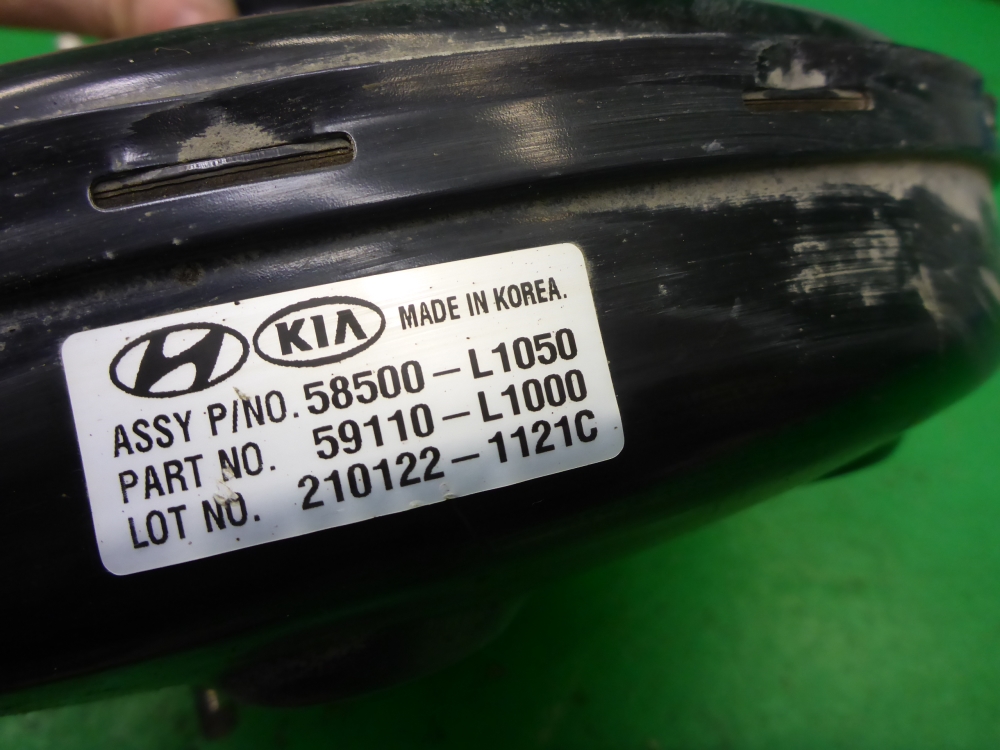 KIA MADE IN KOREA.
ASSY P/NO. 58500-L1050
PART NO. 59110-L1000
LOT NO. 210122-1121C